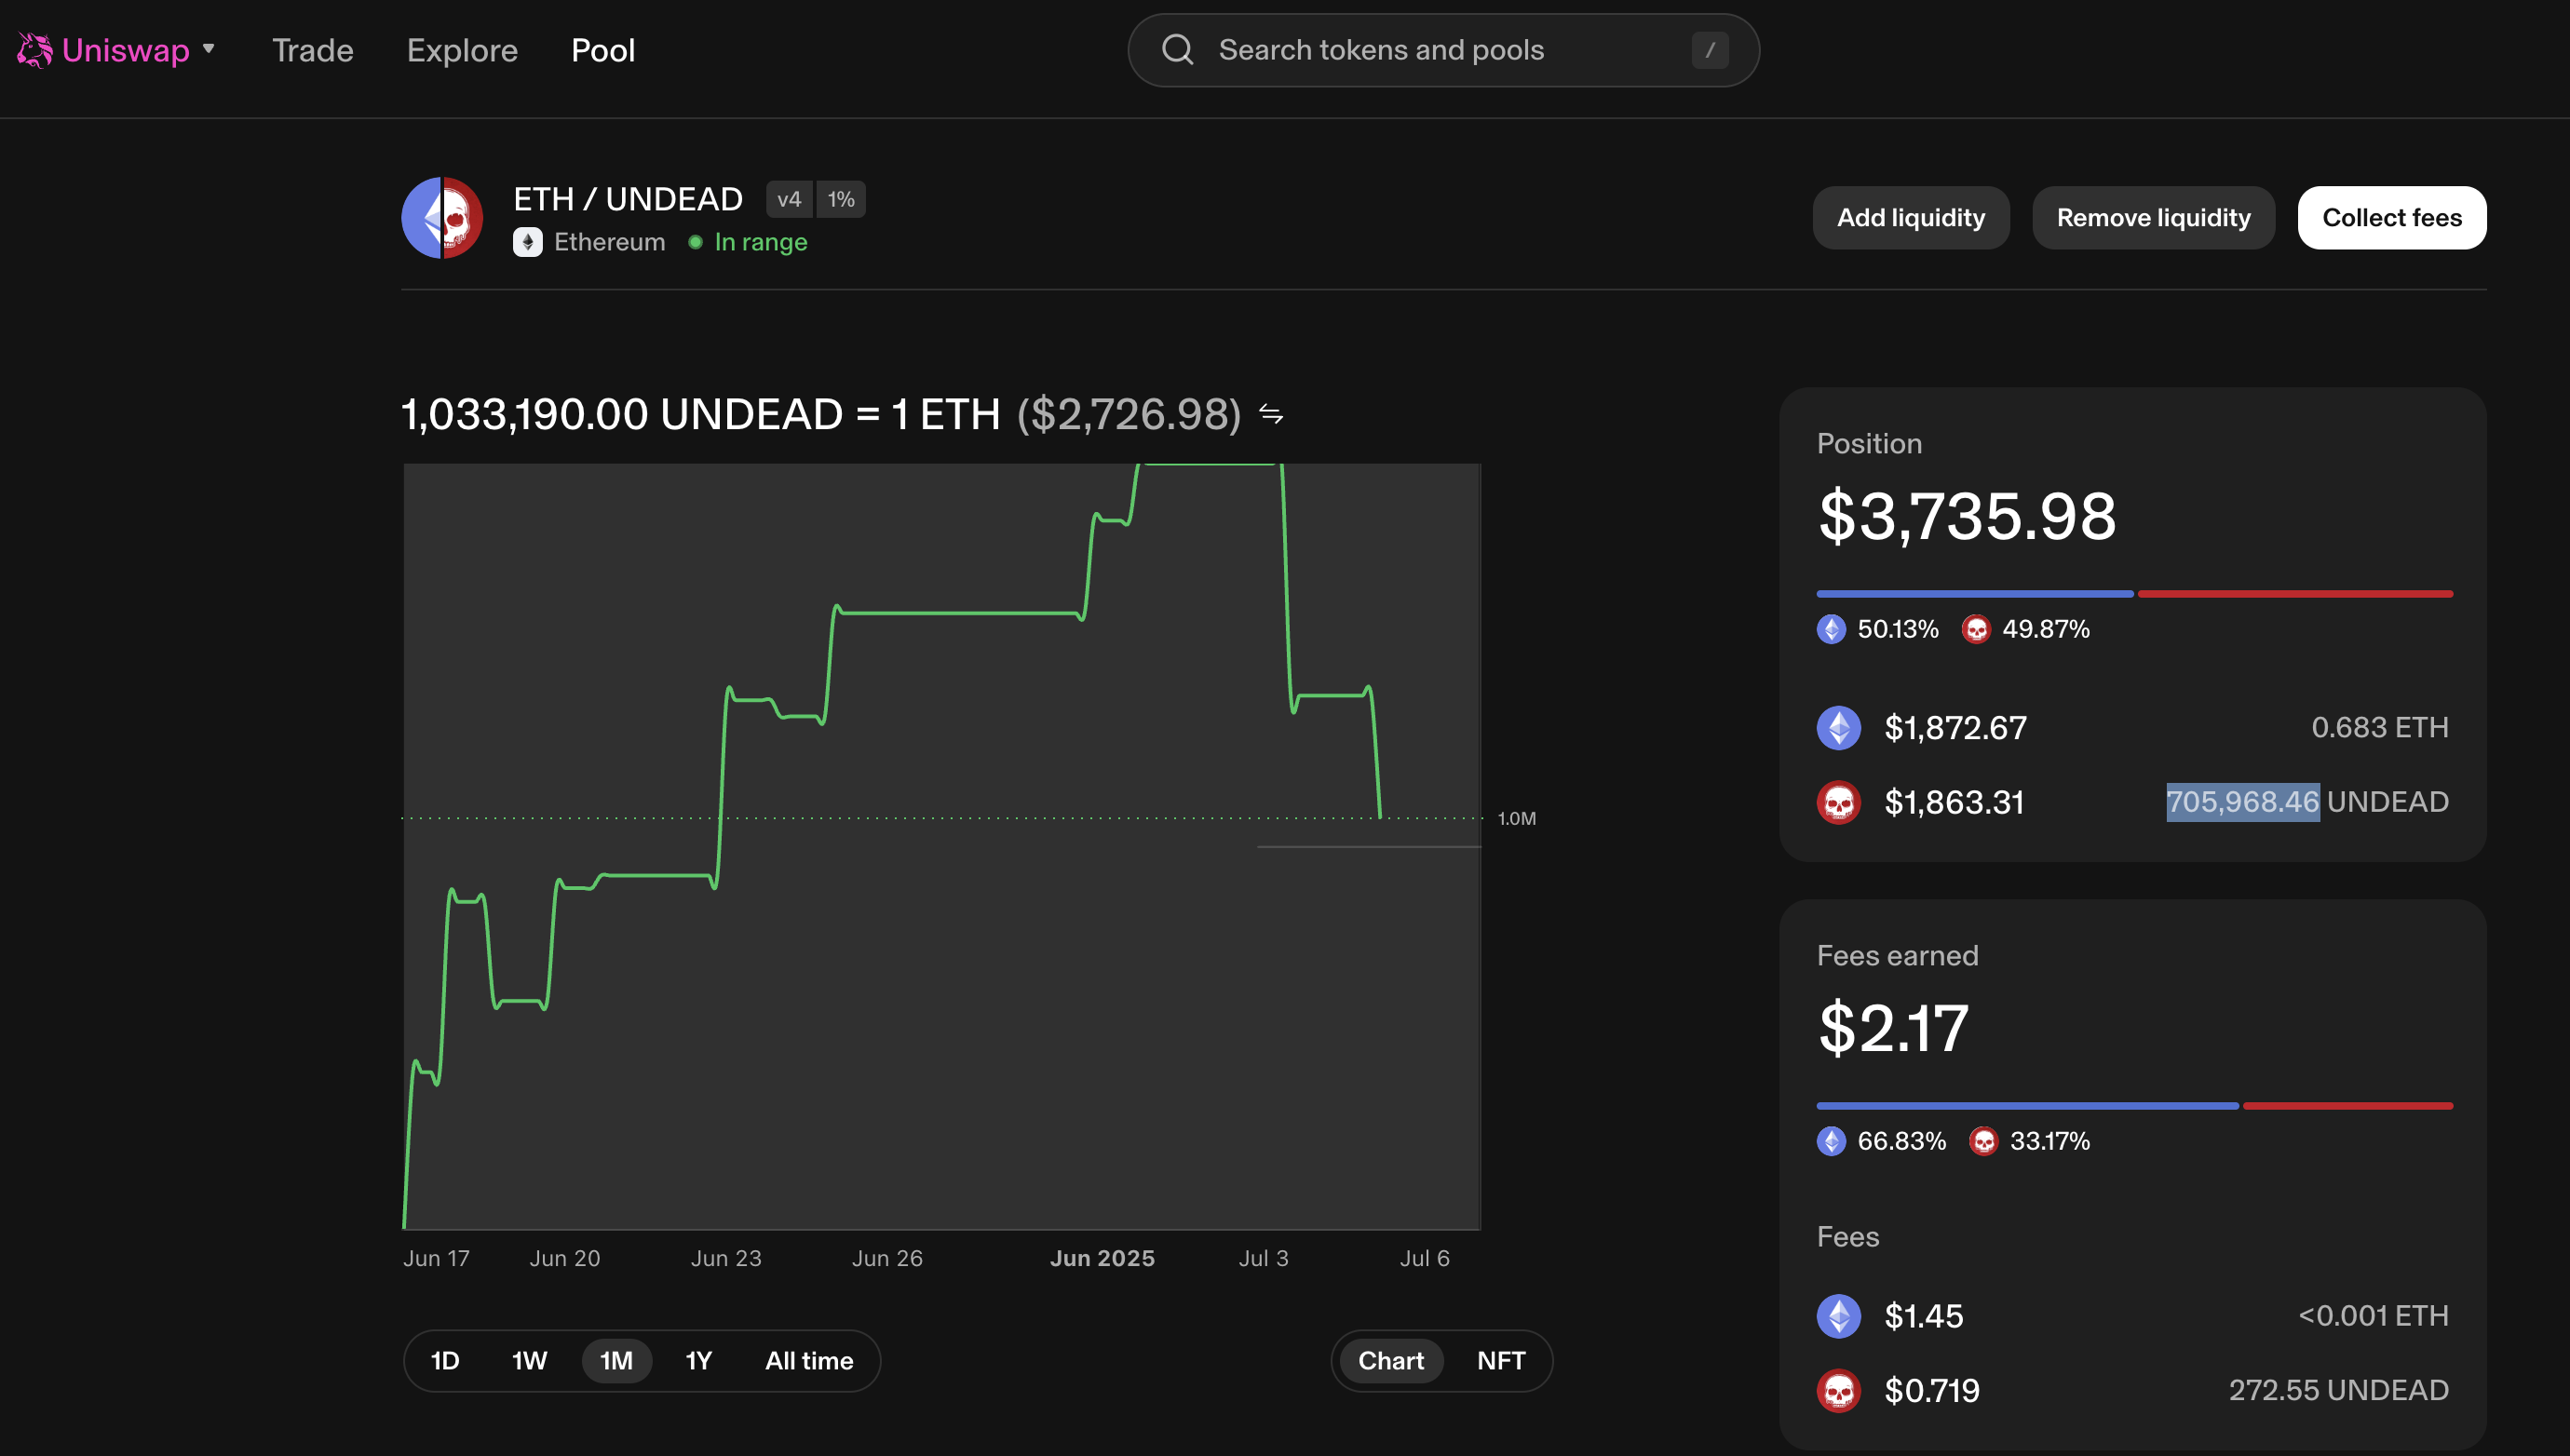 Uniswap Trade Explore Pool Search tokens and pools /
ETH / UNDEAD v4 1%
Ethereum In range
Add liquidity Remove liquidity Collect fees
1,033,190.00 UNDEAD = 1 ETH ($2,726.98)
1.0M
Jun 17 Jun 20 Jun 23 Jun 26 Jun 2025 Jul 3 Jul 6
1D 1W 1M 1Y All time Chart NFT
Position
$3,735.98
50.13% 49.87%
$1,872.67 0.683 ETH
$1,863.31 705,968.46 UNDEAD
Fees earned
$2.17
66.83% 33.17%
Fees
$1.45 <0.001 ETH
$0.719 272.55 UNDEAD